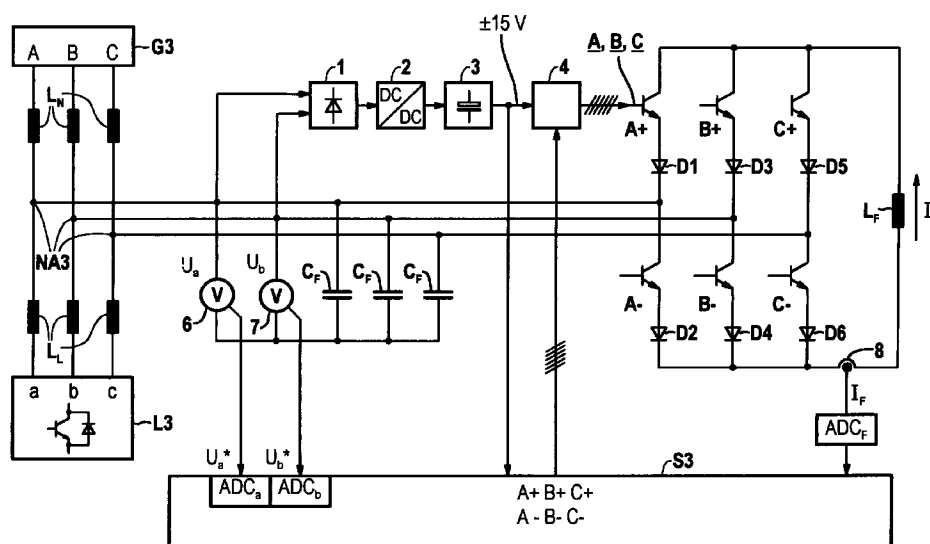 A B C
G3
L_N
±15 V
A, B, C
1
2
3
4
DC
DC
A+
B+
C+
D1
D3
D5
L_F
I
NA3
U_a
U_b
C_F
C_F
C_F
V
V
6
7
A-
B-
C-
D2
D4
D6
8
L_L
I_F
a b c
L3
ADC_F
U_a*
U_b*
S3
ADC_a
ADC_b
A+ B+ C+
A - B- C-